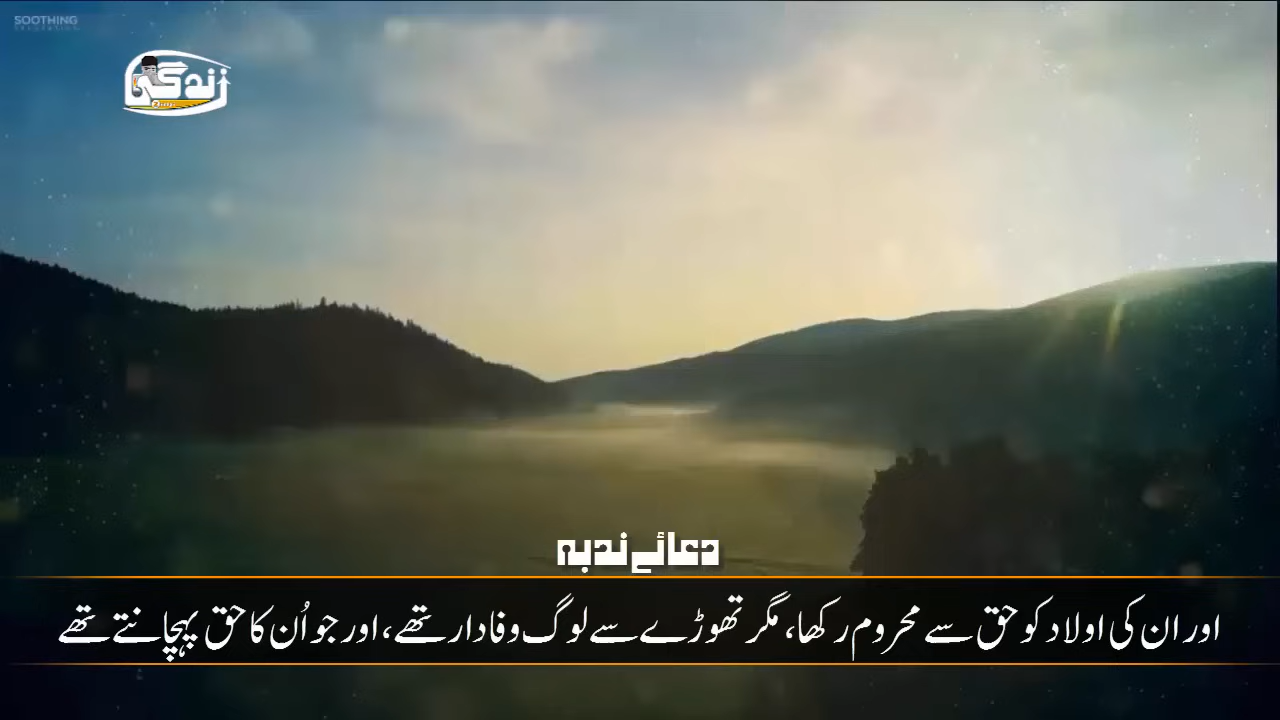 SOOTHING
زندگی
دعائے ندبہ
اور ان کی اولاد کو حق سے محروم رکھا، مگر تھوڑے سے لوگ وفادار تھے، اور جو اُن کا حق پہچانتے تھے